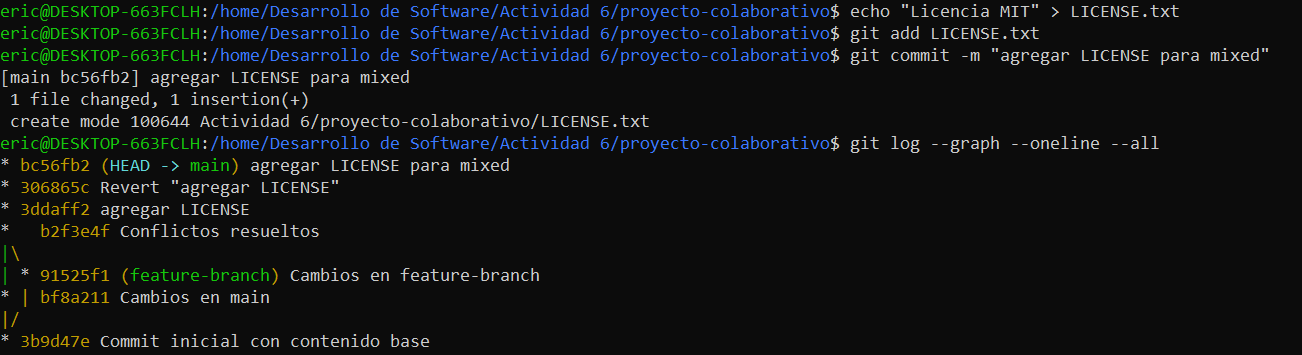 eric@DESKTOP-663FCLH:/home/Desarrollo de Software/Actividad 6/proyecto-colaborativo$ echo "Licencia MIT" > LICENSE.txt
eric@DESKTOP-663FCLH:/home/Desarrollo de Software/Actividad 6/proyecto-colaborativo$ git add LICENSE.txt
eric@DESKTOP-663FCLH:/home/Desarrollo de Software/Actividad 6/proyecto-colaborativo$ git commit -m "agregar LICENSE para mixed"
[main bc56fb2] agregar LICENSE para mixed
 1 file changed, 1 insertion(+)
 create mode 100644 Actividad 6/proyecto-colaborativo/LICENSE.txt
eric@DESKTOP-663FCLH:/home/Desarrollo de Software/Actividad 6/proyecto-colaborativo$ git log --graph --oneline --all
* bc56fb2 (HEAD -> main) agregar LICENSE para mixed
* 306865c Revert "agregar LICENSE"
* 3ddaff2 agregar LICENSE
*   b2f3e4f Conflictos resueltos
|\
| * 91525f1 (feature-branch) Cambios en feature-branch
* | bf8a211 Cambios en main
|/
* 3b9d47e Commit inicial con contenido base